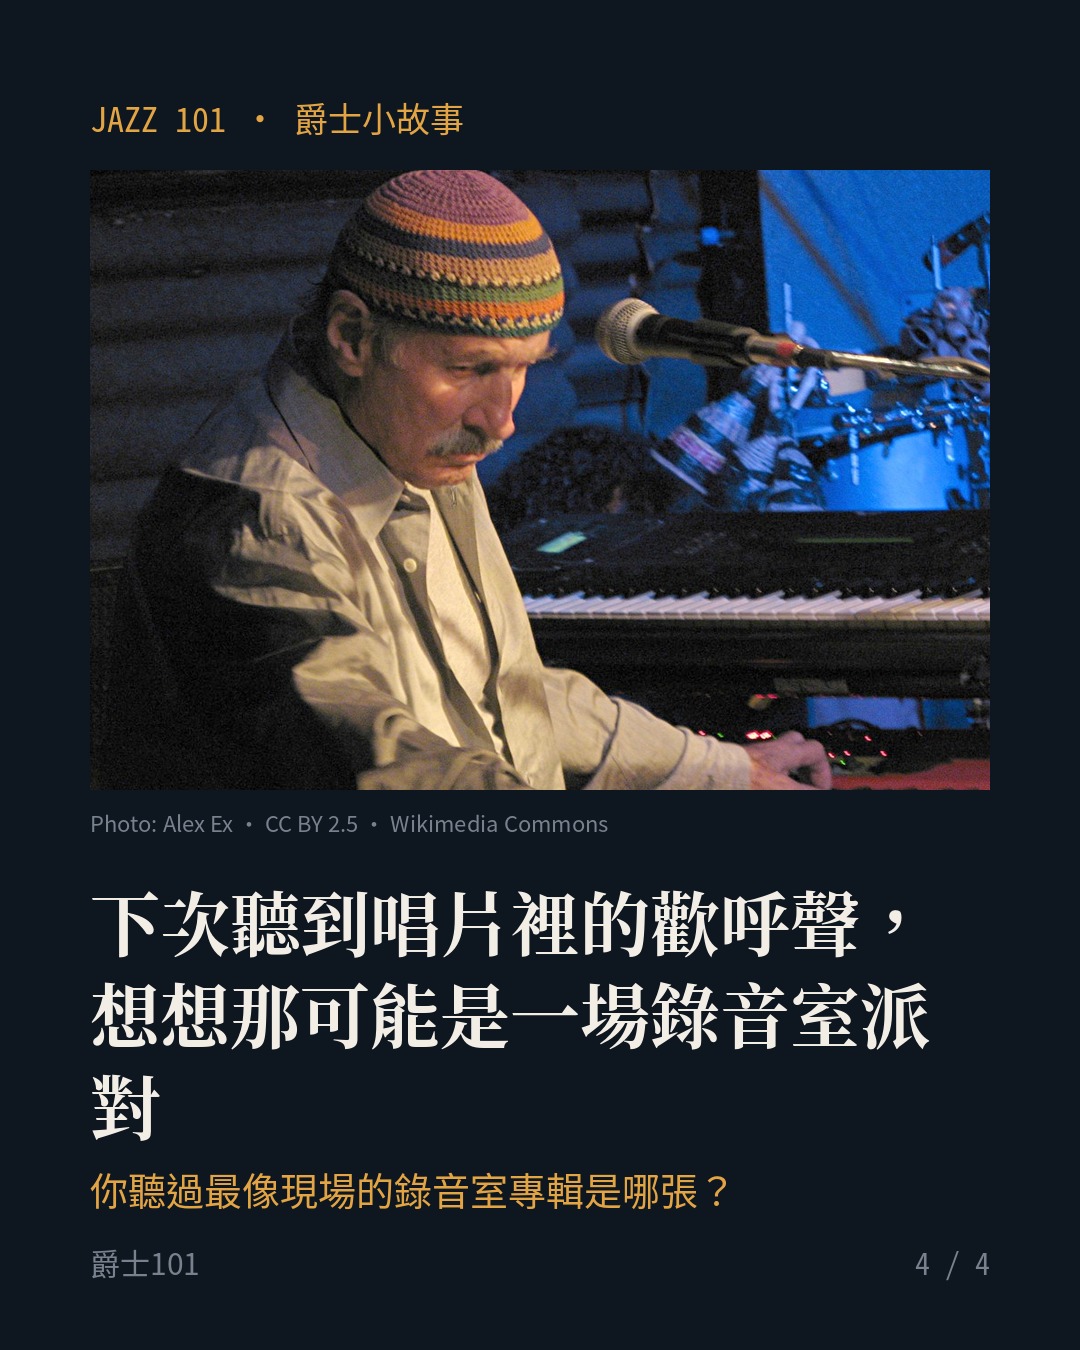 JAZZ 101 · 爵士小故事
Photo: Alex Ex · CC BY 2.5 · Wikimedia Commons
下次聽到唱片裡的歡呼聲，
想想那可能是一場錄音室派
對
你聽過最像現場的錄音室專輯是哪張？
爵士101
4 / 4